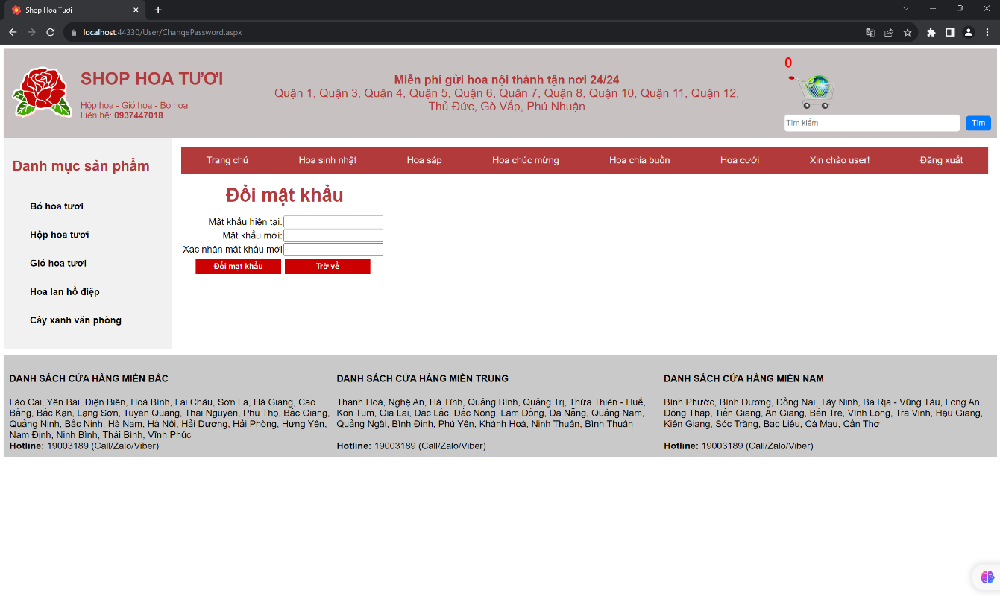 Shop Hoa Tươi
localhost:44330/User/ChangePassword.aspx
SHOP HOA TƯƠI
Hộp hoa - Giỏ hoa - Bó hoa
Liên hệ: 0937447018
Miễn phí gửi hoa nội thành tận nơi 24/24
Quận 1, Quận 3, Quận 4, Quận 5, Quận 6, Quận 7, Quận 8, Quận 10, Quận 11, Quận 12,
Thủ Đức, Gò Vấp, Phú Nhuận
0
Tìm kiếm
Tìm
Danh mục sản phẩm
Bó hoa tươi
Hộp hoa tươi
Giỏ hoa tươi
Hoa lan hồ điệp
Cây xanh văn phòng
Trang chủ
Hoa sinh nhật
Hoa sáp
Hoa chúc mừng
Hoa chia buồn
Hoa cưới
Xin chào user!
Đăng xuất
Đổi mật khẩu
Mật khẩu hiện tại:
Mật khẩu mới:
Xác nhận mật khẩu mới
Đổi mật khẩu
Trở về
DANH SÁCH CỬA HÀNG MIỀN BẮC
Lào Cai, Yên Bái, Điện Biên, Hoà Bình, Lai Châu, Sơn La, Hà Giang, Cao
Bằng, Bắc Kạn, Lạng Sơn, Tuyên Quang, Thái Nguyên, Phú Thọ, Bắc Giang,
Quảng Ninh, Bắc Ninh, Hà Nam, Hà Nội, Hải Dương, Hải Phòng, Hưng Yên,
Nam Định, Ninh Bình, Thái Bình, Vĩnh Phúc
Hotline: 19003189 (Call/Zalo/Viber)
DANH SÁCH CỬA HÀNG MIỀN TRUNG
Thanh Hoá, Nghệ An, Hà Tĩnh, Quảng Bình, Quảng Trị, Thừa Thiên - Huế,
Kon Tum, Gia Lai, Đắc Lắc, Đắc Nông, Lâm Đồng, Đà Nẵng, Quảng Nam,
Quảng Ngãi, Bình Định, Phú Yên, Khánh Hoà, Ninh Thuận, Bình Thuận
Hotline: 19003189 (Call/Zalo/Viber)
DANH SÁCH CỬA HÀNG MIỀN NAM
Bình Phước, Bình Dương, Đồng Nai, Tây Ninh, Bà Rịa - Vũng Tàu, Long An,
Đồng Tháp, Tiền Giang, An Giang, Bến Tre, Vĩnh Long, Trà Vinh, Hậu Giang,
Kiên Giang, Sóc Trăng, Bạc Liêu, Cà Mau, Cần Thơ
Hotline: 19003189 (Call/Zalo/Viber)